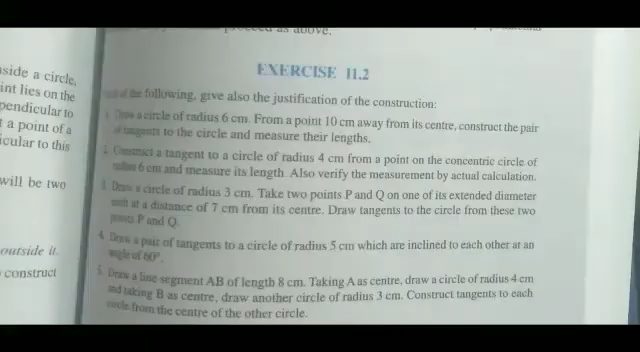 proceed as above.
EXERCISE 11.2
of the following, give also the justification of the construction:
Draw a circle of radius 6 cm. From a point 10 cm away from its centre, construct the pair
of tangents to the circle and measure their lengths.
2. Construct a tangent to a circle of radius 4 cm from a point on the concentric circle of
radius 6 cm and measure its length. Also verify the measurement by actual calculation.
3. Draw a circle of radius 3 cm. Take two points P and Q on one of its extended diameter
each at a distance of 7 cm from its centre. Draw tangents to the circle from these two
points P and Q.
4. Draw a pair of tangents to a circle of radius 5 cm which are inclined to each other at an
angle of 60°.
5. Draw a line segment AB of length 8 cm. Taking A as centre, draw a circle of radius 4 cm
and taking B as centre, draw another circle of radius 3 cm. Construct tangents to each
circle from the centre of the other circle.
side a circle,
int lies on the
pendicular to
t a point of a
icular to this
will be two
outside it.
construct